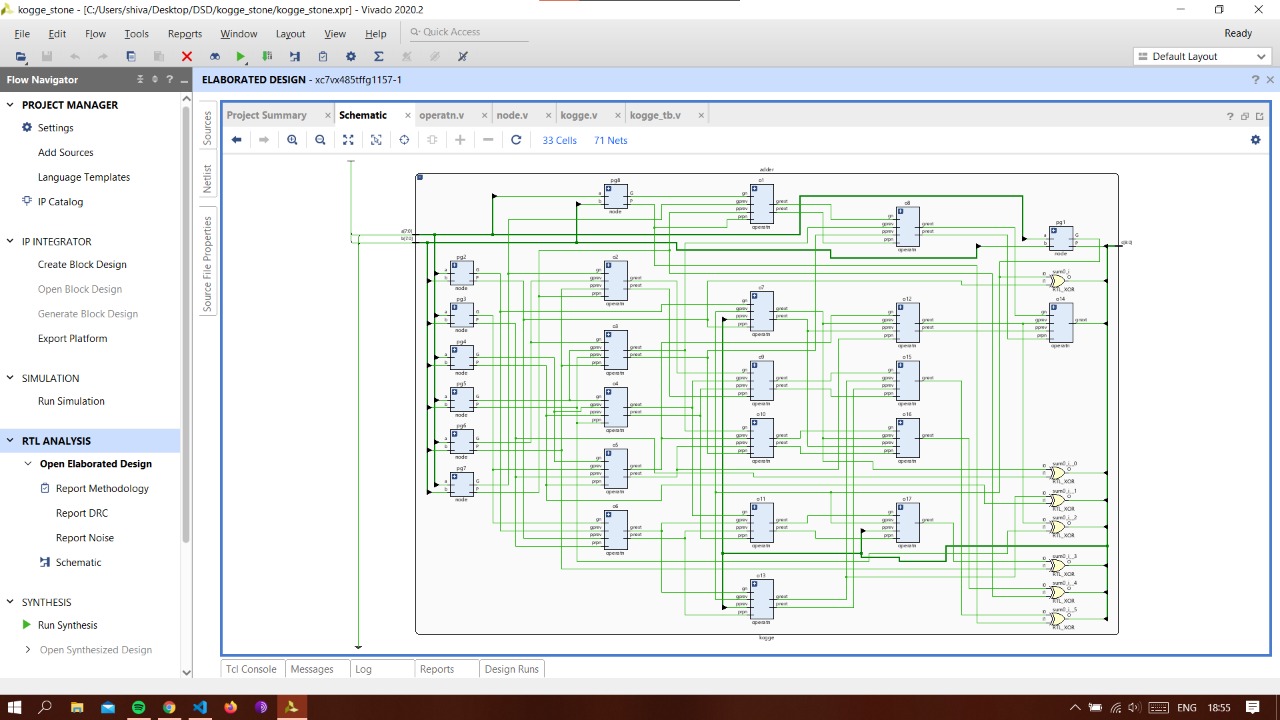 kogge_stone - [C:/Users/shiva/Desktop/DSD/kogge_stone/kogge_stone.xpr] - Vivado 2020.2
File Edit Flow Tools Reports Window Layout View Help Quick Access Ready
Default Layout
Flow Navigator
ELABORATED DESIGN - xc7vx485tffg1157-1
PROJECT MANAGER
Settings
Add Sources
Language Templates
IP Catalog
IP INTEGRATOR
Create Block Design
Open Block Design
Generate Block Design
Export Platform
SIMULATION
Run Simulation
RTL ANALYSIS
Open Elaborated Design
Report Methodology
Report DRC
Report Noise
Schematic
SYNTHESIS
Run Synthesis
Open Synthesized Design
Sources
Netlist
Source File Properties
Project Summary Schematic operatn.v node.v kogge.v kogge_tb.v
33 Cells 71 Nets
adder
pg8
node
o1
operatn
o8
operatn
pg1
node
pg2
node
pg3
node
pg4
node
pg5
node
pg6
node
pg7
node
o2
operatn
o3
operatn
o4
operatn
o5
operatn
o6
operatn
o7
operatn
o9
operatn
o10
operatn
o11
operatn
o13
operatn
o12
operatn
o15
operatn
o16
operatn
o17
operatn
sum0_i
RTL_XOR
o14
operatn
sum0_i__0
RTL_XOR
sum0_i__1
RTL_XOR
sum0_i__2
RTL_XOR
sum0_i__3
RTL_XOR
sum0_i__4
RTL_XOR
sum0_i__5
RTL_XOR
kogge
Tcl Console Messages Log Reports Design Runs
ENG 18:55